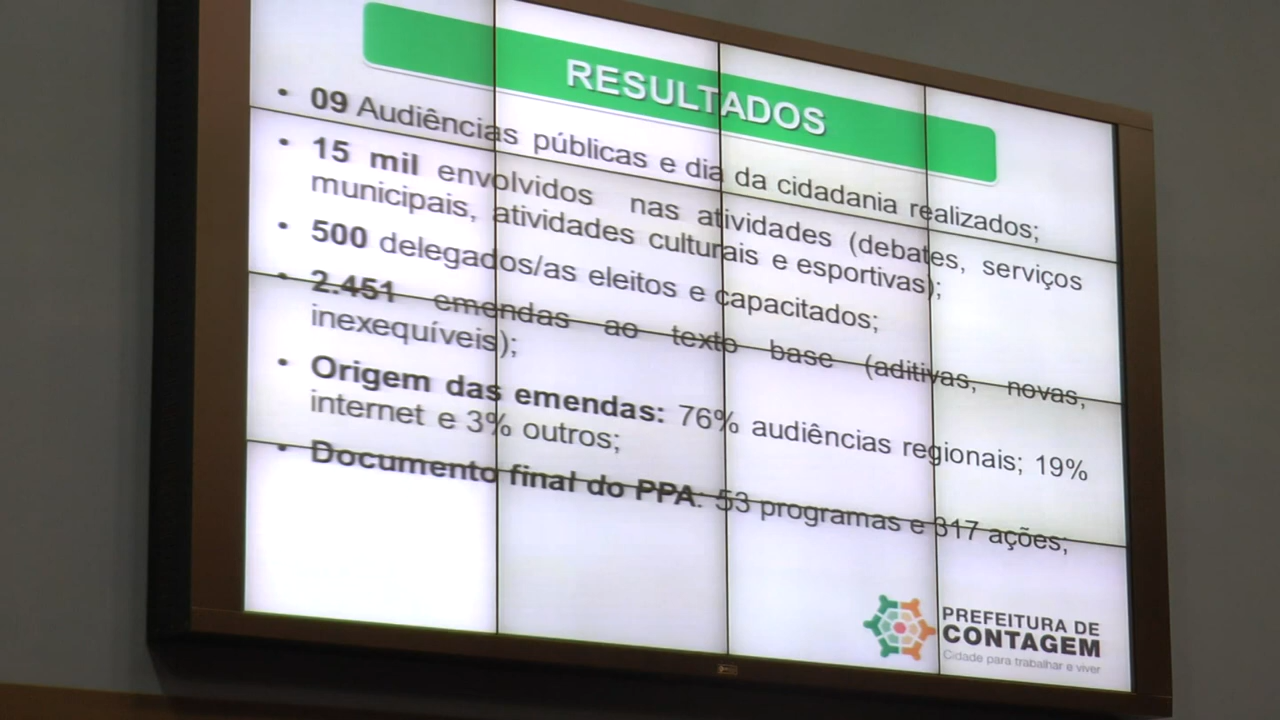 RESULTADOS
• 09 Audiências públicas e dia da cidadania realizados;
• 15 mil envolvidos nas atividades (debates, serviços
municipais, atividades culturais e esportivas);
• 500 delegados/as eleitos e capacitados;
• 2.451 emendas ao texto base (aditivas, novas,
inexequíveis);
• Origem das emendas: 76% audiências regionais; 19%
internet e 3% outros;
• Documento final do PPA: 53 programas e 317 ações;
PREFEITURA DE
CONTAGEM
Cidade para trabalhar e viver